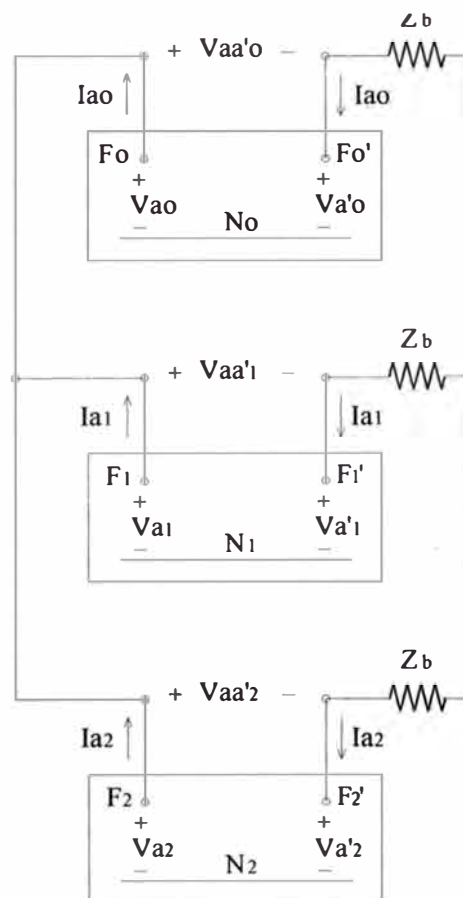 + Vaa'o − Zb
Iao Iao
Fo Fo'
+ +
Vao Va'o
No
− −
Zb
+ Vaa'1 −
Ia1 Ia1
F1 F1'
+ +
Va1 Va'1
N1
− −
Zb
+ Vaa'2 −
Ia2 Ia2
F2 F2'
+ +
Va2 Va'2
N2
− −